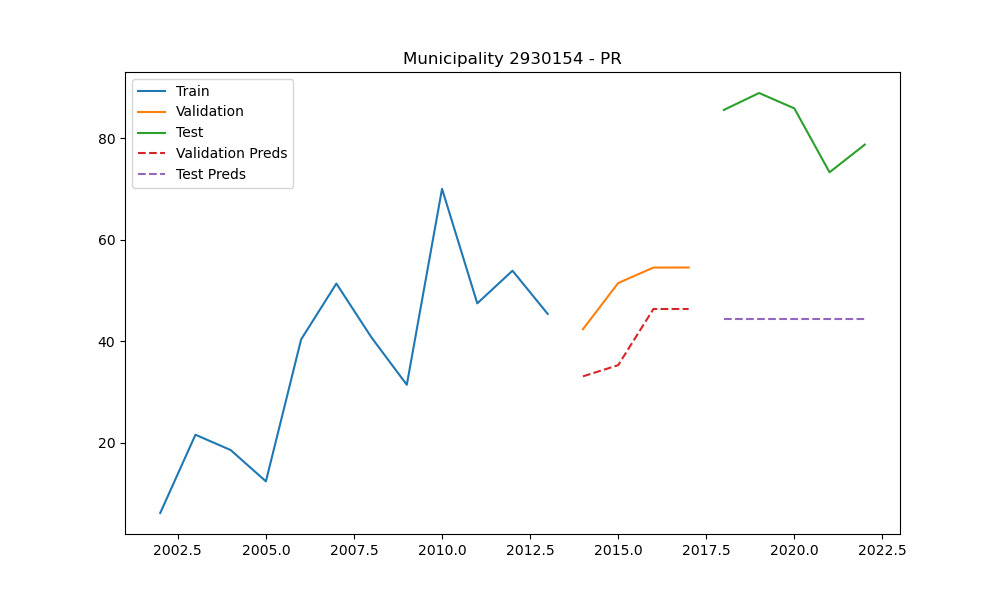 Municipality 2930154 - PR
Train
Validation
Test
Validation Preds
Test Preds
80
60
40
20
2002.5 2005.0 2007.5 2010.0 2012.5 2015.0 2017.5 2020.0 2022.5